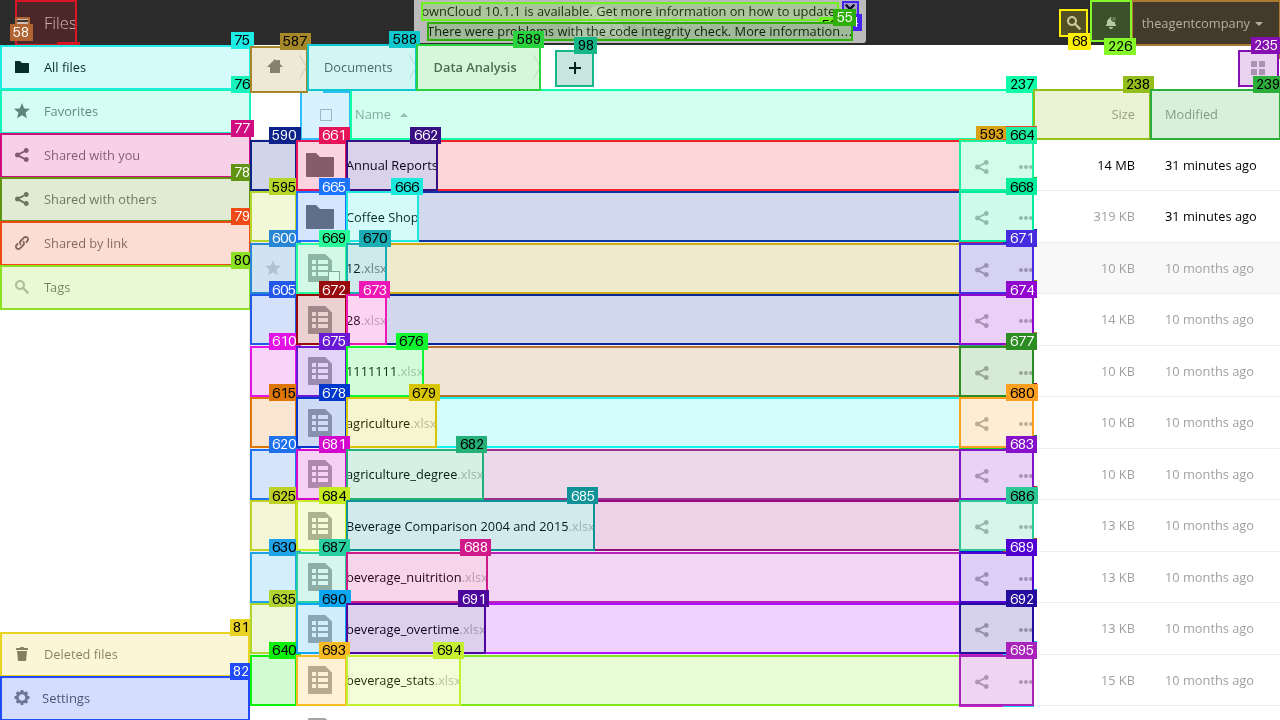 ownCloud 10.1.1 is available. Get more information on how to update
There were problems with the code integrity check. More information...
55
Files
58
68
226
theagentcompany
235
75
All files
587
588
Documents
589
Data Analysis
98
+
76
Favorites
Name
237
238
Size
239
Modified
77
Shared with you
590
661
662
Annual Reports
593
664
14 MB
31 minutes ago
78
Shared with others
595
665
666
Coffee Shop
668
319 KB
31 minutes ago
79
Shared by link
600
669
670
12.xlsx
671
10 KB
10 months ago
80
Tags
605
672
673
28.xlsx
674
14 KB
10 months ago
610
675
676
1111111.xlsx
677
10 KB
10 months ago
615
678
679
agriculture.xlsx
680
10 KB
10 months ago
620
681
682
agriculture_degree.xlsx
683
10 KB
10 months ago
625
684
685
Beverage Comparison 2004 and 2015.xlsx
686
13 KB
10 months ago
630
687
688
beverage_nuitrition.xlsx
689
13 KB
10 months ago
635
690
691
beverage_overtime.xlsx
692
13 KB
10 months ago
81
Deleted files
640
693
694
beverage_stats.xlsx
695
15 KB
10 months ago
82
Settings